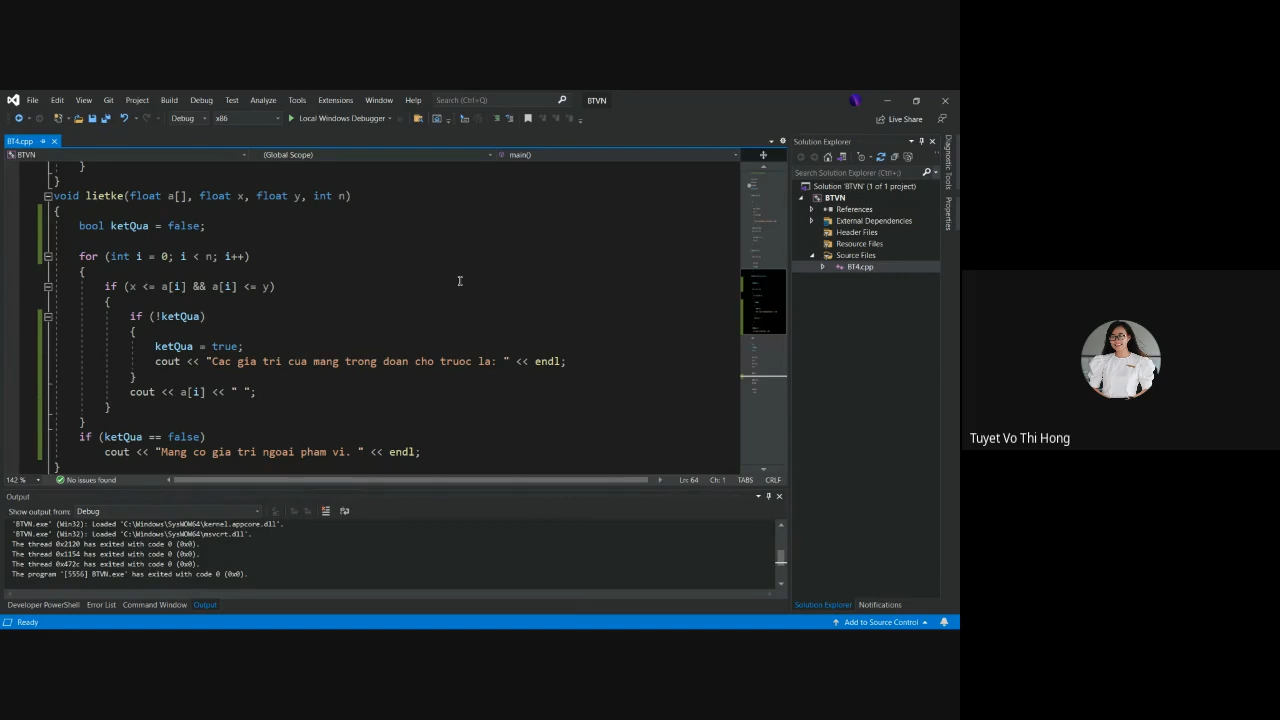 File Edit View Git Project Build Debug Test Analyze Tools Extensions Window Help Search (Ctrl+Q) BTVN
Debug x86 Local Windows Debugger Live Share
BT4.cpp
BTVN (Global Scope) main()
}
}
void lietke(float a[], float x, float y, int n)
{
bool ketQua = false;
for (int i = 0; i < n; i++)
{
if (x <= a[i] && a[i] <= y)
{
if (!ketQua)
{
ketQua = true;
cout << "Cac gia tri cua mang trong doan cho truoc la: " << endl;
}
cout << a[i] << " ";
}
}
if (ketQua == false)
cout << "Mang co gia tri ngoai pham vi. " << endl;
}
142 % No issues found Ln: 64 Ch: 1 TABS CRLF
Output
Show output from: Debug
'BTVN.exe' (Win32): Loaded 'C:\Windows\SysWOW64\kernel.appcore.dll'.
'BTVN.exe' (Win32): Loaded 'C:\Windows\SysWOW64\msvcrt.dll'.
The thread 0x2120 has exited with code 0 (0x0).
The thread 0x1154 has exited with code 0 (0x0).
The thread 0x472c has exited with code 0 (0x0).
The program '[5556] BTVN.exe' has exited with code 0 (0x0).
Developer PowerShell Error List Command Window Output
Solution Explorer
Search Solution Explorer (Ctrl+;)
Solution 'BTVN' (1 of 1 project)
BTVN
References
External Dependencies
Header Files
Resource Files
Source Files
BT4.cpp
Solution Explorer Notifications
Diagnostic Tools
Properties
Ready Add to Source Control
Tuyet Vo Thi Hong